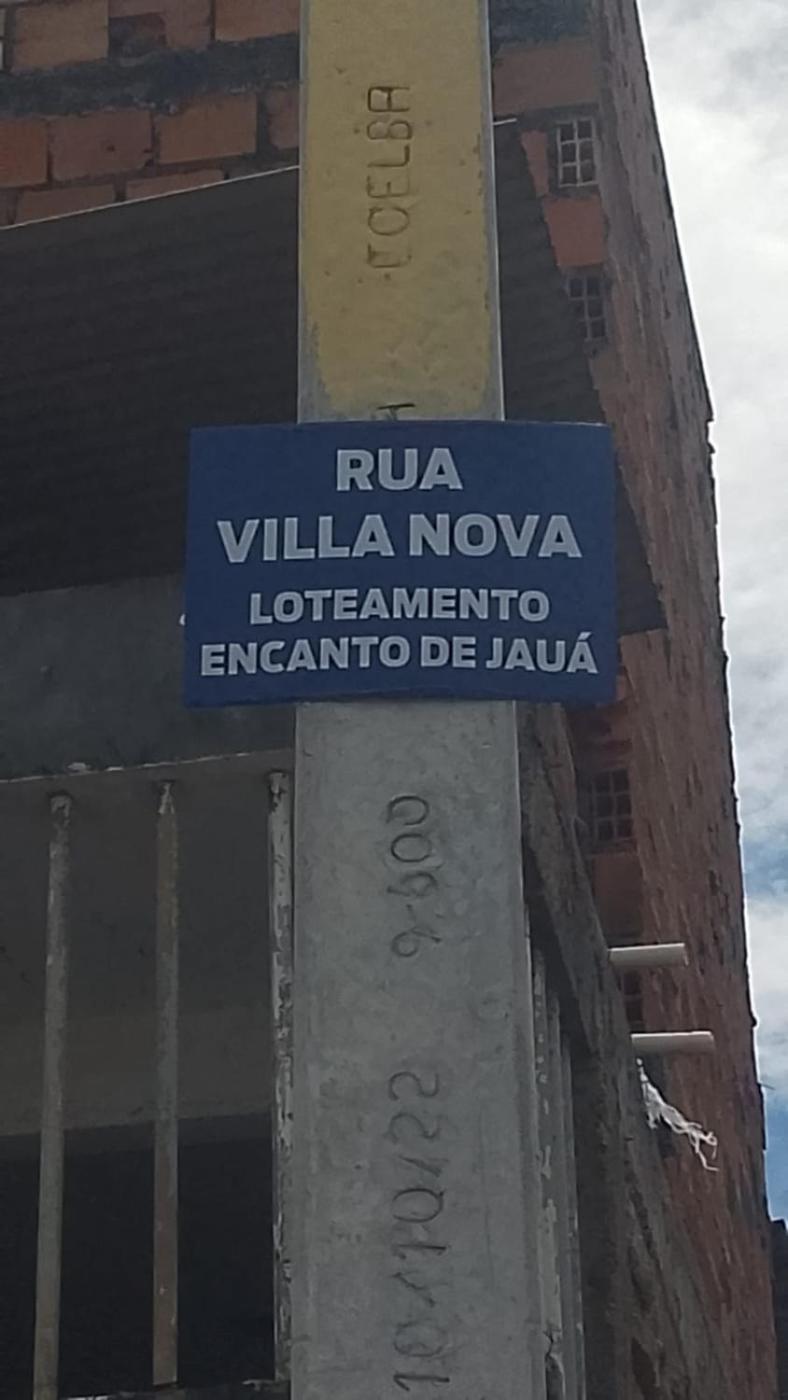 COELBA
RUA
VILLA NOVA
LOTEAMENTO
ENCANTO DE JAUÁ
9-600
10/10/22